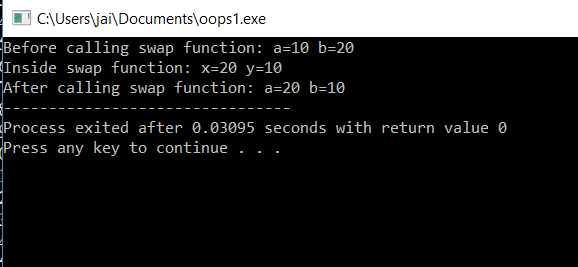 C:\Users\jai\Documents\oops1.exe
Before calling swap function: a=10 b=20
Inside swap function: x=20 y=10
After calling swap function: a=20 b=10
--------------------------------
Process exited after 0.03095 seconds with return value 0
Press any key to continue . . .